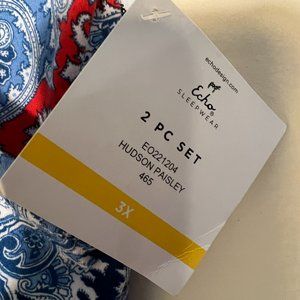 echodesign.com
Echo®
SLEEPWEAR
2 PC SET
EO221204
HUDSON PAISLEY
465
3X